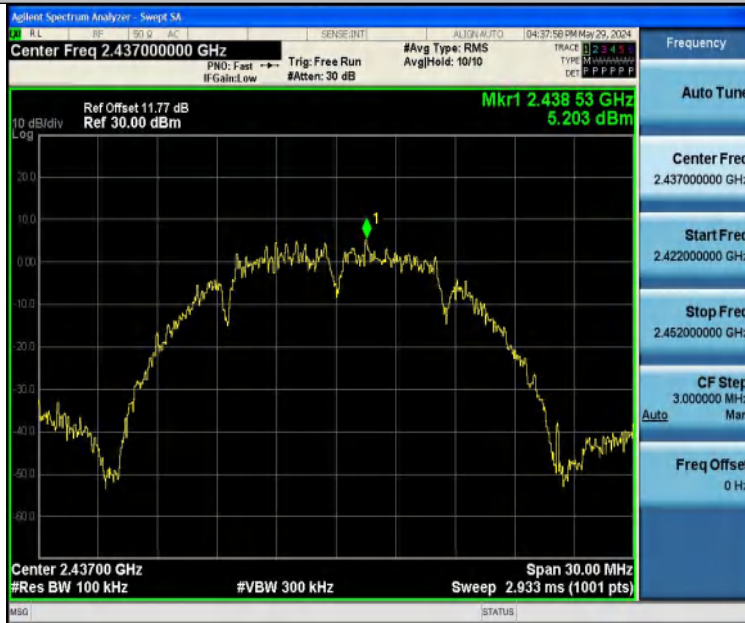 Agilent Spectrum Analyzer - Swept SA
RL RF 50 Ω AC SENSE:INT ALIGN AUTO 04:37:58 PM May 29, 2024
Center Freq 2.437000000 GHz
PNO: Fast
IFGain:Low
Trig: Free Run
#Atten: 30 dB
#Avg Type: RMS
Avg|Hold: 10/10
TRACE 1 2 3 4 5 6
TYPE M W W W W W
DET P P P P P P
Ref Offset 11.77 dB
Ref 30.00 dBm
10 dB/div
Log
Mkr1 2.438 53 GHz
5.203 dBm
20.0
10.0
0.00
-10.0
-20.0
-30.0
-40.0
-50.0
-60.0
1
Center 2.43700 GHz
Span 30.00 MHz
#Res BW 100 kHz
#VBW 300 kHz
Sweep 2.933 ms (1001 pts)
MSG
STATUS
Frequency
Auto Tune
Center Freq
2.437000000 GHz
Start Freq
2.422000000 GHz
Stop Freq
2.452000000 GHz
CF Step
3.000000 MHz
Auto Man
Freq Offset
0 Hz